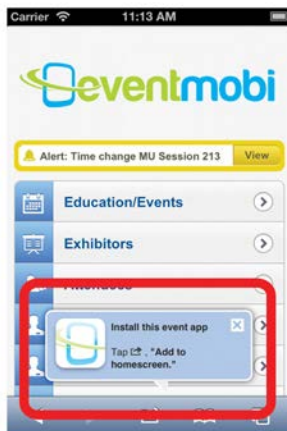 Carrier 11:13 AM
eventmobi
Alert: Time change MU Session 213 View
Education/Events
Exhibitors
Attendees
Install this event app
Tap , "Add to
homescreen."